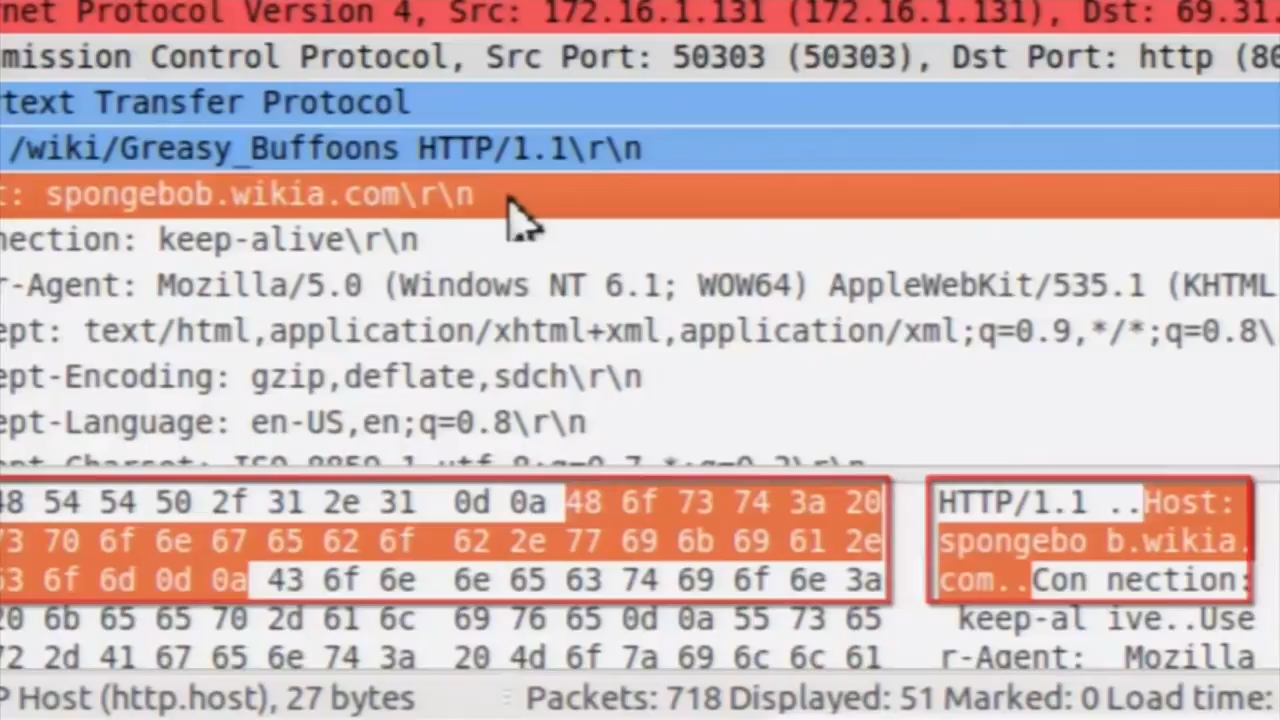 net Protocol Version 4, Src: 172.16.1.131 (172.16.1.131), Dst: 69.31.
mission Control Protocol, Src Port: 50303 (50303), Dst Port: http (80
rtext Transfer Protocol
/wiki/Greasy_Buffoons HTTP/1.1\r\n
t: spongebob.wikia.com\r\n
nection: keep-alive\r\n
r-Agent: Mozilla/5.0 (Windows NT 6.1; WOW64) AppleWebKit/535.1 (KHTML
ept: text/html,application/xhtml+xml,application/xml;q=0.9,*/*;q=0.8\
ept-Encoding: gzip,deflate,sdch\r\n
ept-Language: en-US,en;q=0.8\r\n
48 54 54 50 2f 31 2e 31 0d 0a 48 6f 73 74 3a 20 HTTP/1.1 ..Host:
73 70 6f 6e 67 65 62 6f 62 2e 77 69 6b 69 61 2e spongebo b.wikia.
63 6f 6d 0d 0a 43 6f 6e 6e 65 63 74 69 6f 6e 3a com..Con nection:
20 6b 65 65 70 2d 61 6c 69 76 65 0d 0a 55 73 65 keep-al ive..Use
72 2d 41 67 65 6e 74 3a 20 4d 6f 7a 69 6c 6c 61 r-Agent: Mozilla
P Host (http.host), 27 bytes Packets: 718 Displayed: 51 Marked: 0 Load time: